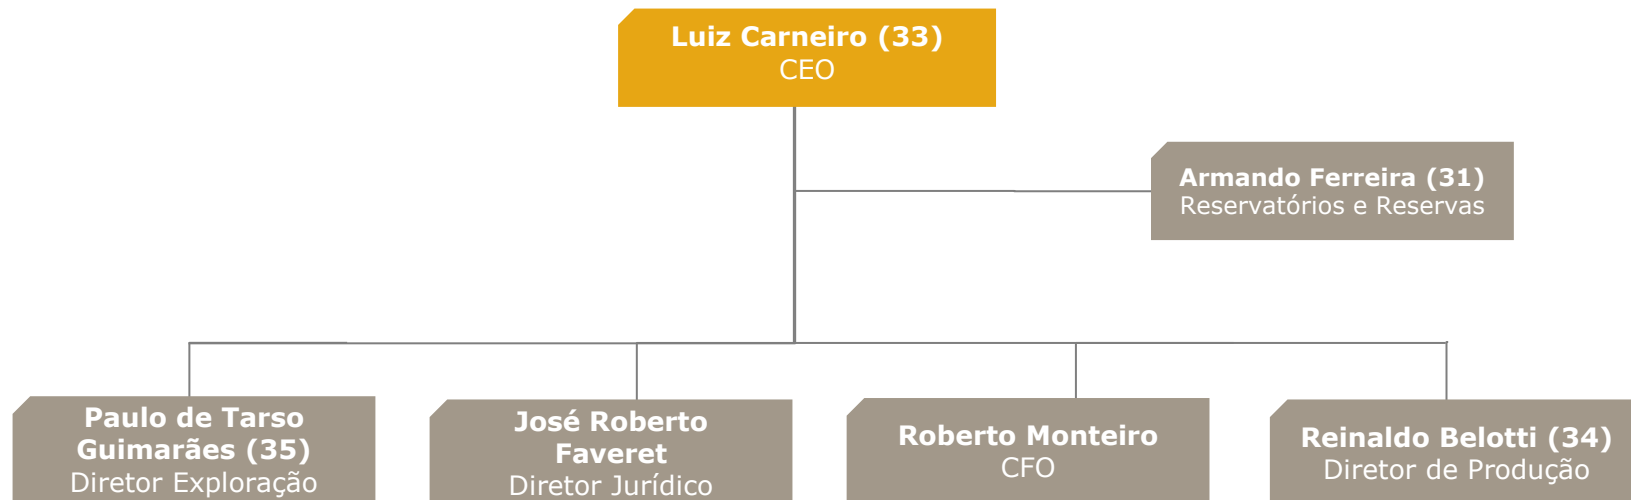 Luiz Carneiro (33)
CEO
Armando Ferreira (31)
Reservatórios e Reservas
Paulo de Tarso
Guimarães (35)
Diretor Exploração
José Roberto
Faveret
Diretor Jurídico
Roberto Monteiro
CFO
Reinaldo Belotti (34)
Diretor de Produção